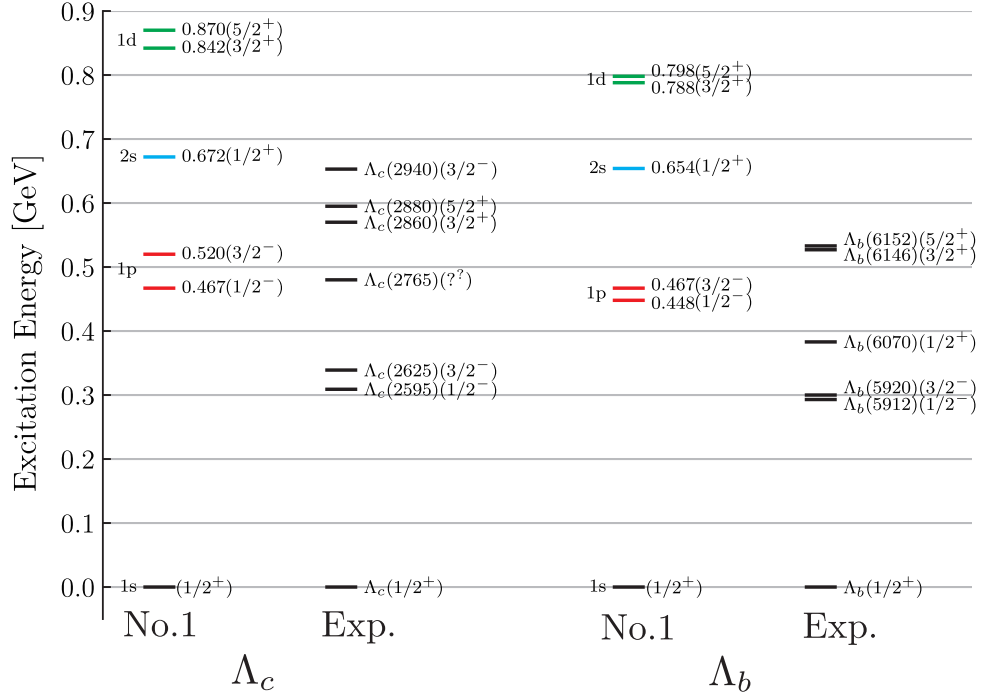 Excitation Energy [GeV]
0.9
0.8
0.7
0.6
0.5
0.4
0.3
0.2
0.1
0.0
1d
0.870(5/2⁺)
0.842(3/2⁺)
2s 0.672(1/2⁺)
1p
0.520(3/2⁻)
0.467(1/2⁻)
1s (1/2⁺)
Λc(2940)(3/2⁻)
Λc(2880)(5/2⁺)
Λc(2860)(3/2⁺)
Λc(2765)(?^?)
Λc(2625)(3/2⁻)
Λc(2595)(1/2⁻)
Λc(1/2⁺)
1d
0.798(5/2⁺)
0.788(3/2⁺)
2s 0.654(1/2⁺)
1p
0.467(3/2⁻)
0.448(1/2⁻)
1s (1/2⁺)
Λb(6152)(5/2⁺)
Λb(6146)(3/2⁺)
Λb(6070)(1/2⁺)
Λb(5920)(3/2⁻)
Λb(5912)(1/2⁻)
Λb(1/2⁺)
No.1 Exp. No.1 Exp.
Λc Λb